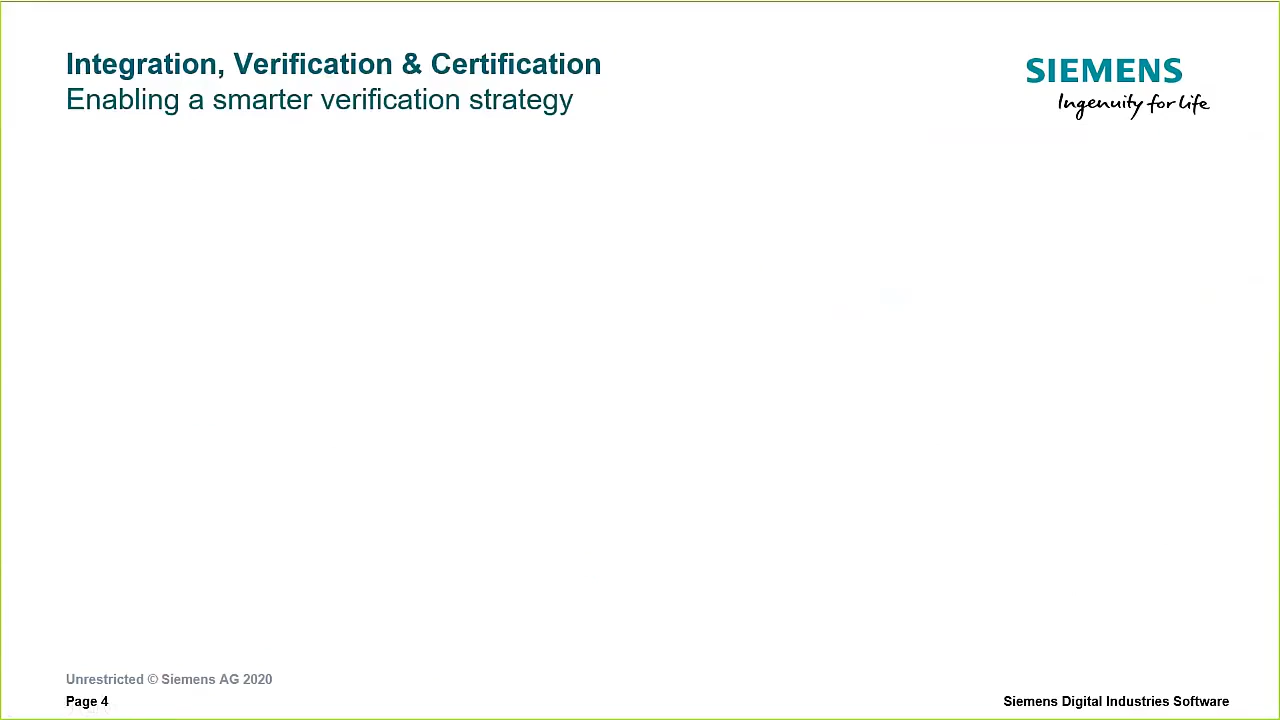 Integration, Verification & Certification
Enabling a smarter verification strategy
SIEMENS
Ingenuity for life
Unrestricted © Siemens AG 2020
Page 4
Siemens Digital Industries Software